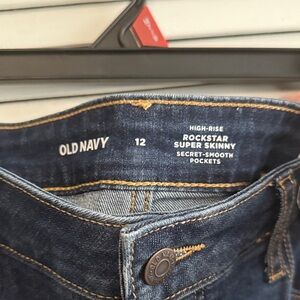 OLD NAVY
12
HIGH-RISE
ROCKSTAR
SUPER SKINNY
SECRET-SMOOTH
POCKETS